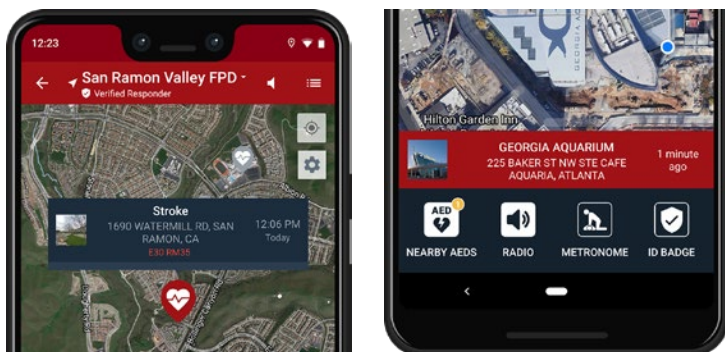 12:23
San Ramon Valley FPD
Verified Responder
Stroke
1690 WATERMILL RD, SAN
RAMON, CA
12:06 PM
Today
E30 RM35
GEORGIA A
Hilton Garden Inn
GEORGIA AQUARIUM
225 BAKER ST NW STE CAFE
AQUARIA, ATLANTA
1 minute
ago
AED
1
NEARBY AEDS
RADIO
METRONOME
ID BADGE